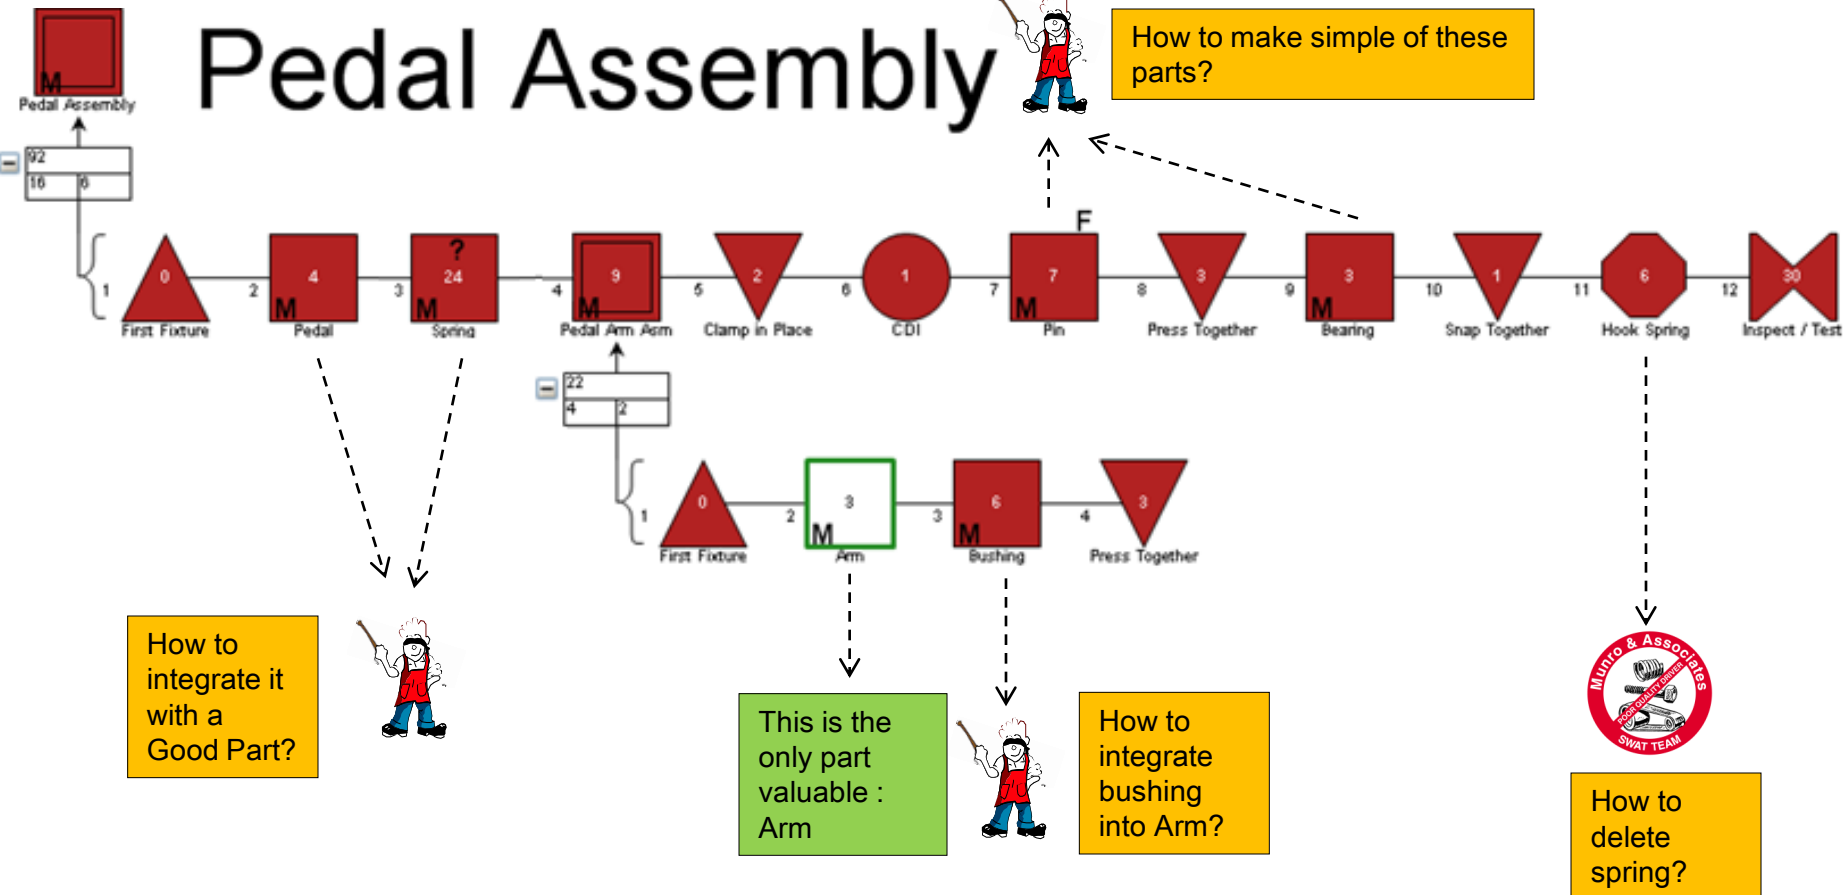 Pedal Assembly
How to make simple of these
parts?
M
Pedal Assembly
92
16 6
F
?
0 4 24 9 2 1 7 3 3 1 6 30
1 2 3 4 5 6 7 8 9 10 11 12
M M M M M
First Fixture Pedal Spring Pedal Arm Asm Clamp in Place CDI Pin Press Together Bearing Snap Together Hook Spring Inspect / Test
22
4 2
0 3 6 3
1 2 3 4
M M
First Fixture Arm Bushing Press Together
How to
integrate it
with a
Good Part?
This is the
only part
valuable :
Arm
How to
integrate
bushing
into Arm?
Munro & Associates
POOR QUALITY DRIVER
SWAT TEAM
How to
delete
spring?